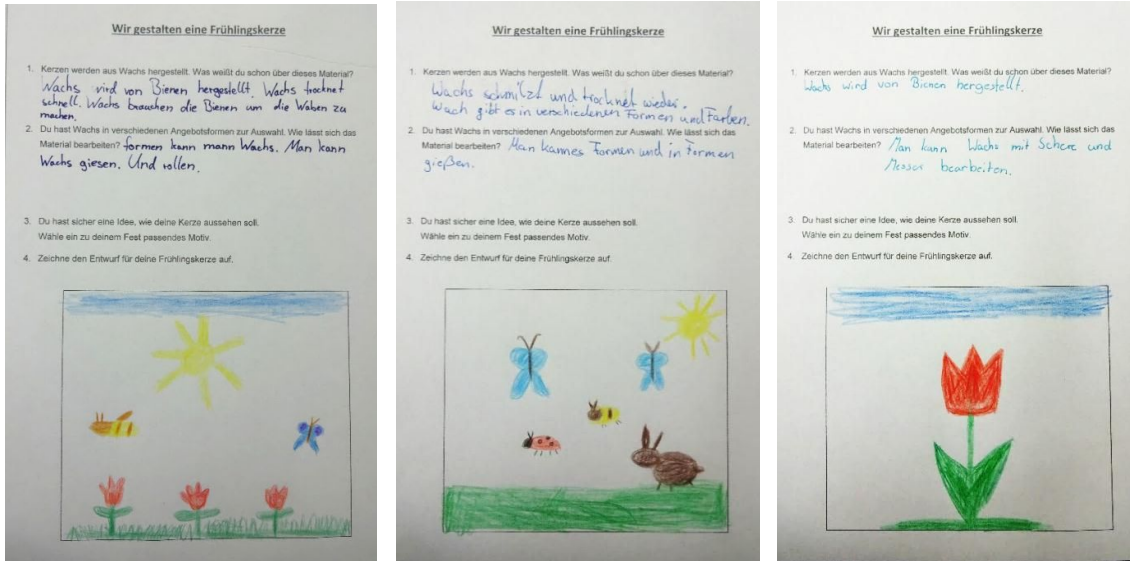 Wir gestalten eine Frühlingskerze
1. Kerzen werden aus Wachs hergestellt. Was weißt du schon über dieses Material?
Wachs wird von Bienen hergestellt. Wachs trocknet
schnell. Wachs brauchen die Bienen um die Waben zu
machen.
2. Du hast Wachs in verschiedenen Angebotsformen zur Auswahl. Wie lässt sich das
Material bearbeiten? formen kann mann Wachs. Man kann
Wachs giesen. Und rollen.
3. Du hast sicher eine Idee, wie deine Kerze aussehen soll.
Wähle ein zu deinem Fest passendes Motiv.
4. Zeichne den Entwurf für deine Frühlingskerze auf.
Wir gestalten eine Frühlingskerze
1. Kerzen werden aus Wachs hergestellt. Was weißt du schon über dieses Material?
Wachs schmilzt und trocknet wieder.
Wach gibt es in verschiedenen Formen und Farben.
2. Du hast Wachs in verschiedenen Angebotsformen zur Auswahl. Wie lässt sich das
Material bearbeiten? Man kann es Formen und in Formen
gießen.
3. Du hast sicher eine Idee, wie deine Kerze aussehen soll.
Wähle ein zu deinem Fest passendes Motiv.
4. Zeichne den Entwurf für deine Frühlingskerze auf.
Wir gestalten eine Frühlingskerze
1. Kerzen werden aus Wachs hergestellt. Was weißt du schon über dieses Material?
Wachs wird von Bienen hergestellt.
2. Du hast Wachs in verschiedenen Angebotsformen zur Auswahl. Wie lässt sich das
Material bearbeiten? Man kann Wachs mit Schere und
Messer bearbeiten.
3. Du hast sicher eine Idee, wie deine Kerze aussehen soll.
Wähle ein zu deinem Fest passendes Motiv.
4. Zeichne den Entwurf für deine Frühlingskerze auf.